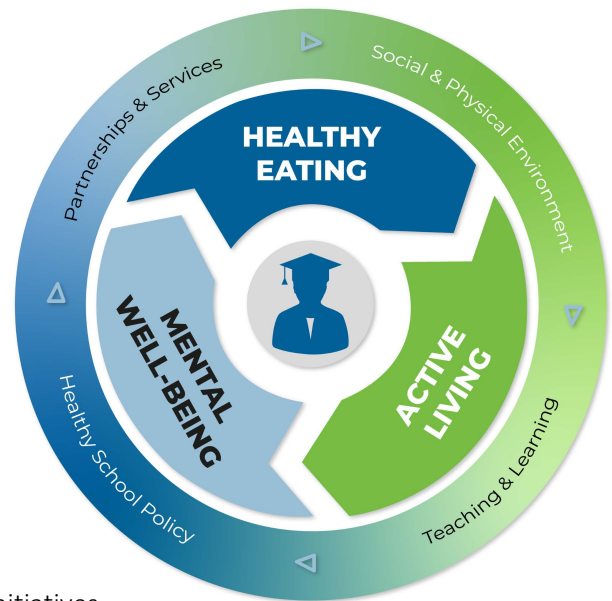 Partnerships & Services
Social & Physical Environment
HEALTHY
EATING
MENTAL
WELL-BEING
ACTIVE
LIVING
Healthy School Policy
Teaching & Learning